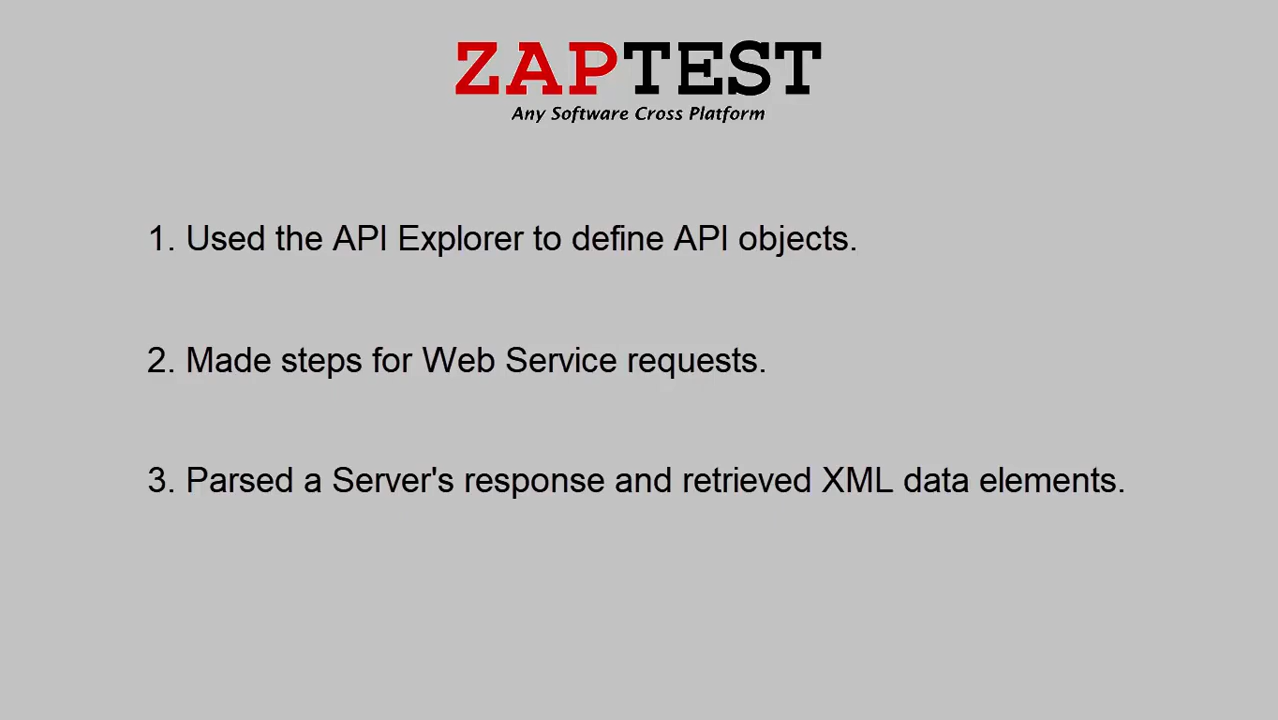 ZAPTEST
Any Software Cross Platform
1. Used the API Explorer to define API objects.
2. Made steps for Web Service requests.
3. Parsed a Server's response and retrieved XML data elements.